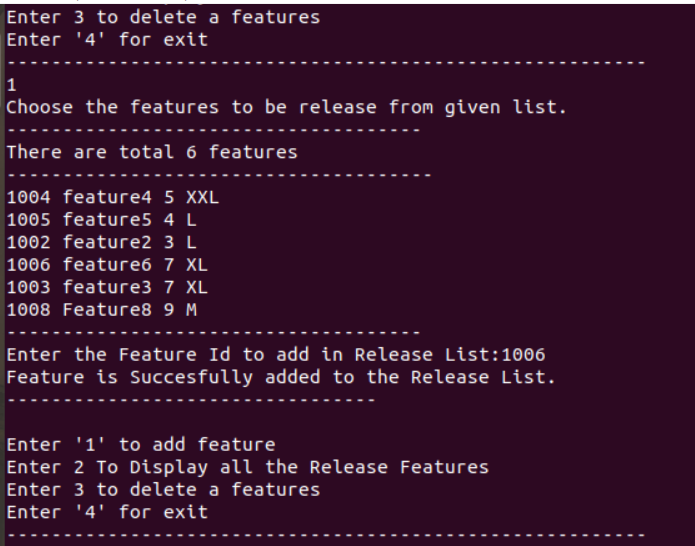 Enter 3 to delete a features
Enter '4' for exit
---------------------------------------------------------
1
Choose the features to be release from given list.
-------------------------------------
There are total 6 features
--------------------------------------
1004 feature4 5 XXL
1005 feature5 4 L
1002 feature2 3 L
1006 feature6 7 XL
1003 feature3 7 XL
1008 Feature8 9 M
-------------------------------------
Enter the Feature Id to add in Release List:1006
Feature is Succesfully added to the Release List.
---------------------------------
Enter '1' to add feature
Enter 2 To Display all the Release Features
Enter 3 to delete a features
Enter '4' for exit
---------------------------------------------------------